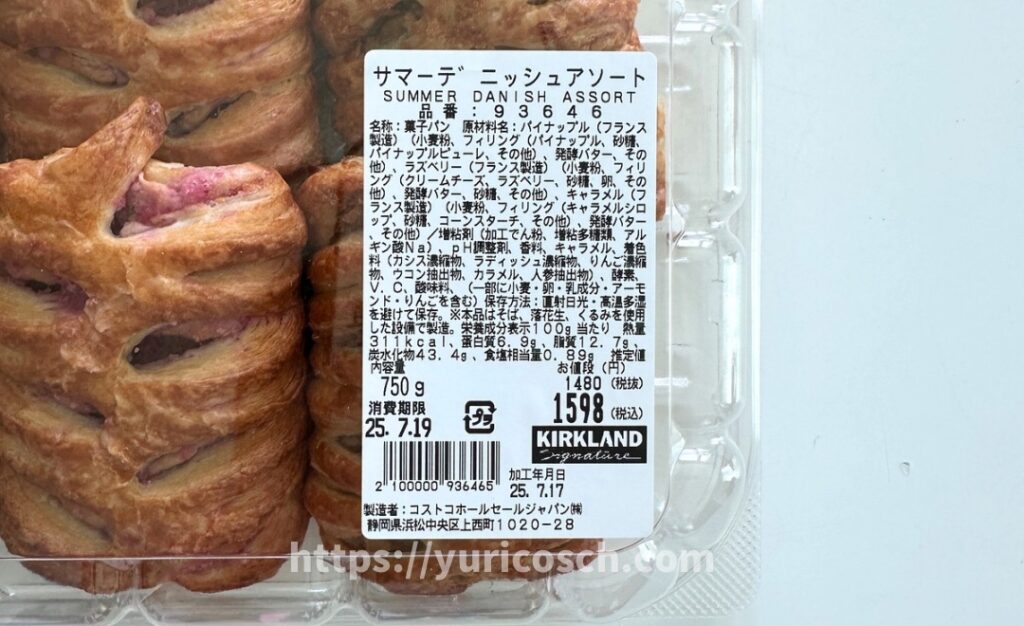 サマーデニッシュアソート
SUMMER DANISH ASSORT
品番:93646
名称:菓子パン 原材料名:パイナップル(フランス
製造)(小麦粉、フィリング(パイナップル、砂糖、
パイナップルピューレ、その他)、発酵バター、その
他)、ラズベリー(フランス製造)(小麦粉、フィリ
ング(クリームチーズ、ラズベリー、砂糖、卵、その
他)、発酵バター、砂糖、その他)、キャラメル(フ
ランス製造)(小麦粉、フィリング(キャラメルシロ
ップ、砂糖、コーンスターチ、その他)、発酵バター
、その他)/増粘剤(加工でん粉、増粘多糖類、アル
ギン酸Na)、pH調整剤、香料、キャラメル、着色
料(カシス濃縮物、ラディッシュ濃縮物、りんご濃縮
物、ウコン抽出物、カラメル、人参抽出物)、酵素、
V.C、酸味料、(一部に小麦・卵・乳成分・アーモ
ンド・りんごを含む)保存方法:直射日光・高温多湿
を避けて保存。※本品はそば、落花生、くるみを使用
した設備で製造。栄養成分表示100g当たり 熱量
311kcal、蛋白質6.9g、脂質12.7g、
炭水化物43.4g、食塩相当量0.89g 推定値
内容量 お値段(円)
750g 1480(税抜)
1598(税込)
消費期限
25.7.19
プラ
KIRKLAND
Signature
2 100000 936465
加工年月日
25.7.17
製造者:コストコホールセールジャパン㈱
静岡県浜松中央区上西町1020-28
https://yuricosch.com